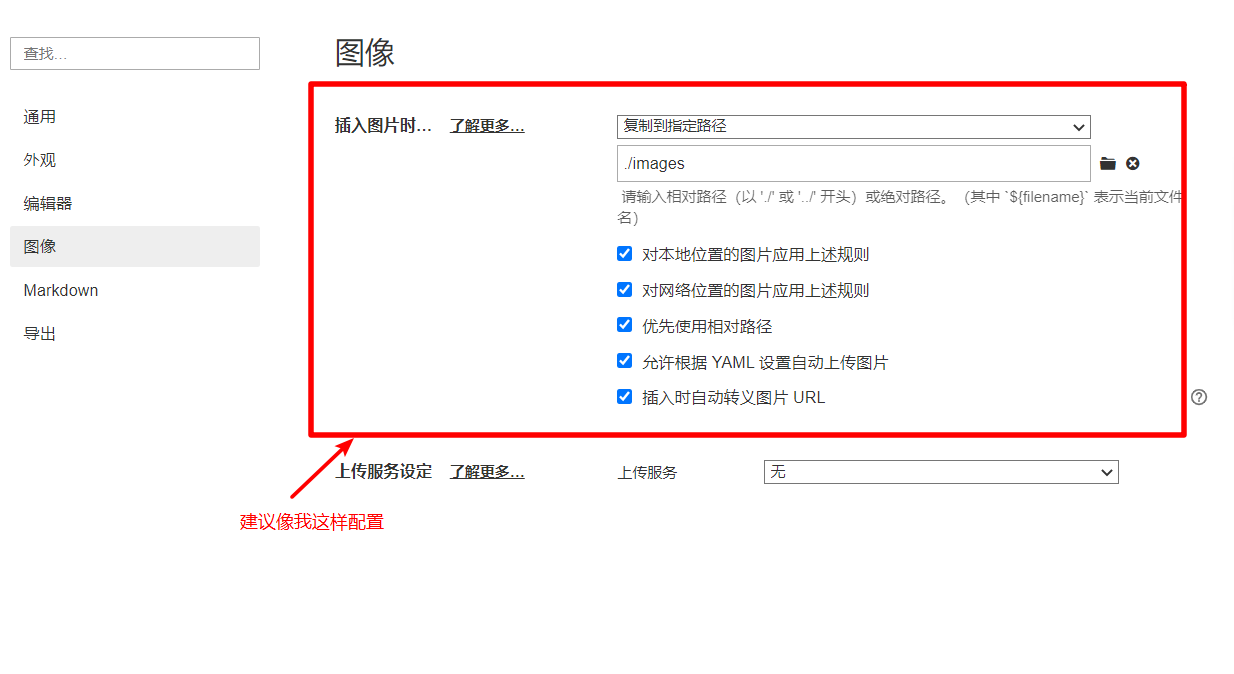 查找...
图像
通用
外观
编辑器
图像
Markdown
导出
插入图片时... 了解更多... 复制到指定路径
./images
请输入相对路径（以 './' 或 '../' 开头）或绝对路径。（其中 `${filename}` 表示当前文件
名）
对本地位置的图片应用上述规则
对网络位置的图片应用上述规则
优先使用相对路径
允许根据 YAML 设置自动上传图片
插入时自动转义图片 URL
上传服务设定 了解更多... 上传服务 无
建议像我这样配置